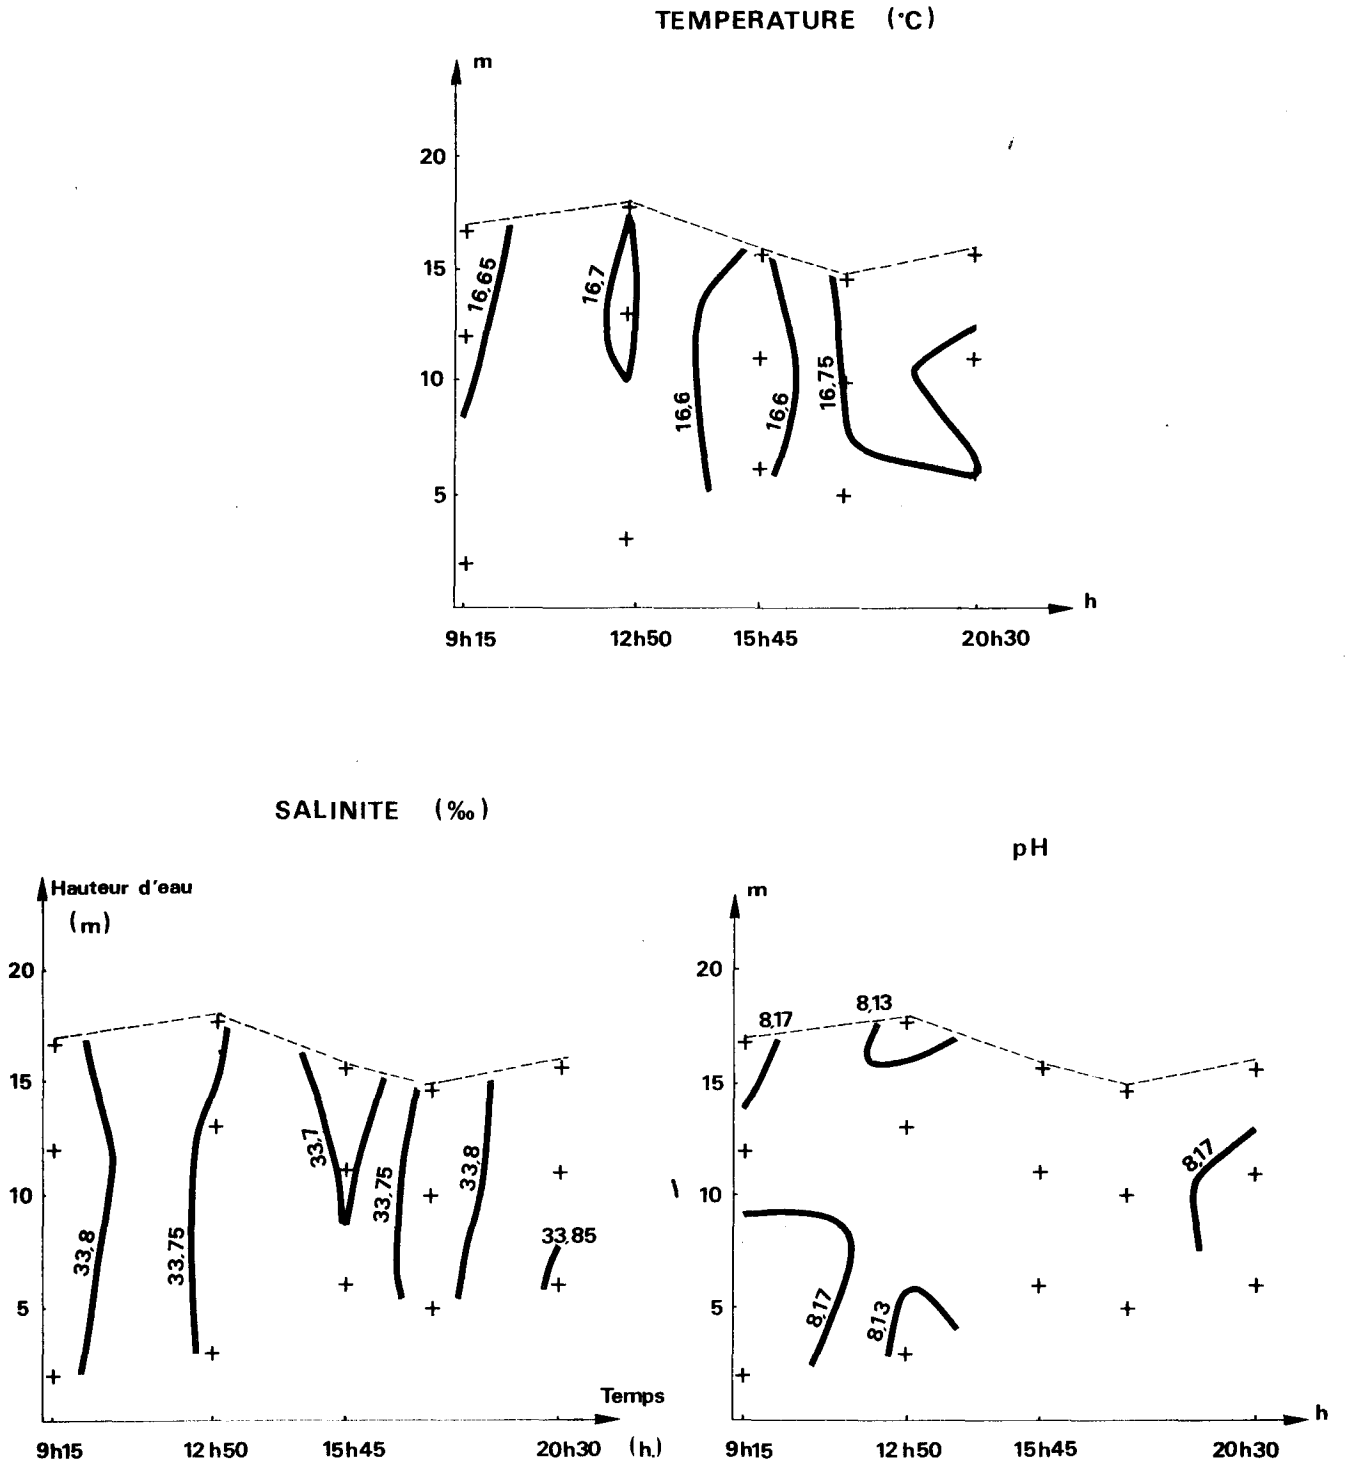 TEMPERATURE (°C)
m
20
15
10
5
16,65
16,7
16,6
16,6
16,75
h
9h15 12h50 15h45 20h30
SALINITE (‰)
Hauteur d'eau
(m)
20
15
10
5
33,8
33,75
33,7
33,75
33,8
33,85
Temps
9h15 12h50 15h45 20h30 (h.)
pH
m
20
15
10
5
8,17
8,13
8,17
8,13
8,17
h
9h15 12h50 15h45 20h30